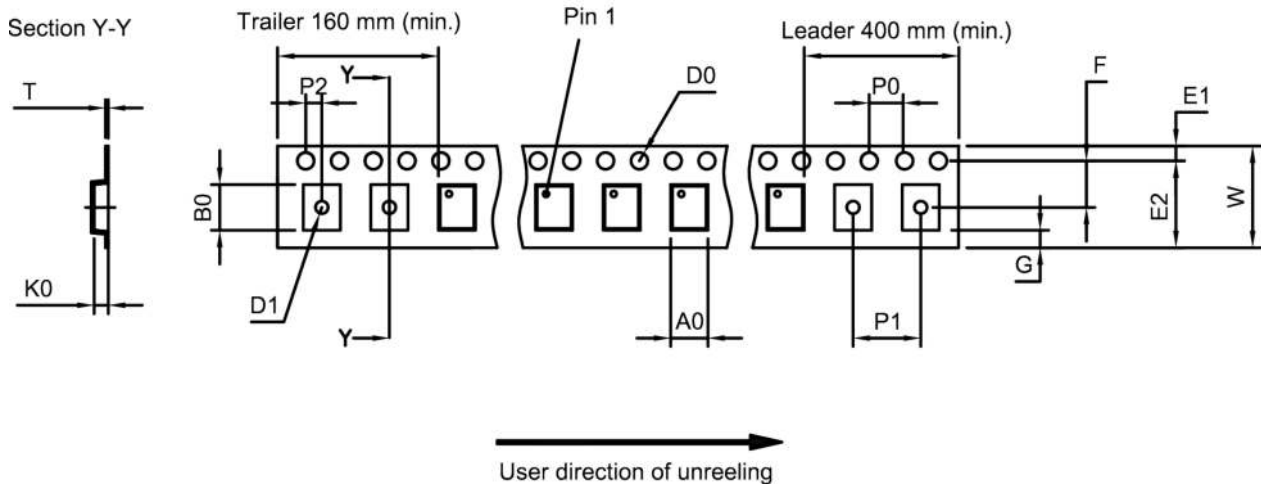 Section Y-Y
Trailer 160 mm (min.)
Pin 1
Leader 400 mm (min.)
T
P2
Y
D0
P0
F
E1
B0
E2
W
K0
D1
G
Y
A0
P1
User direction of unreeling